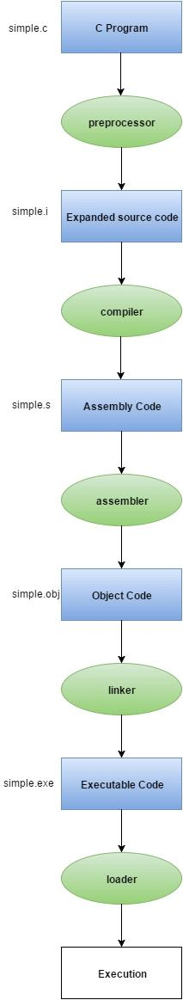 simple.c
C Program
preprocessor
simple.i
Expanded source code
compiler
simple.s
Assembly Code
assembler
simple.obj
Object Code
linker
simple.exe
Executable Code
loader
Execution